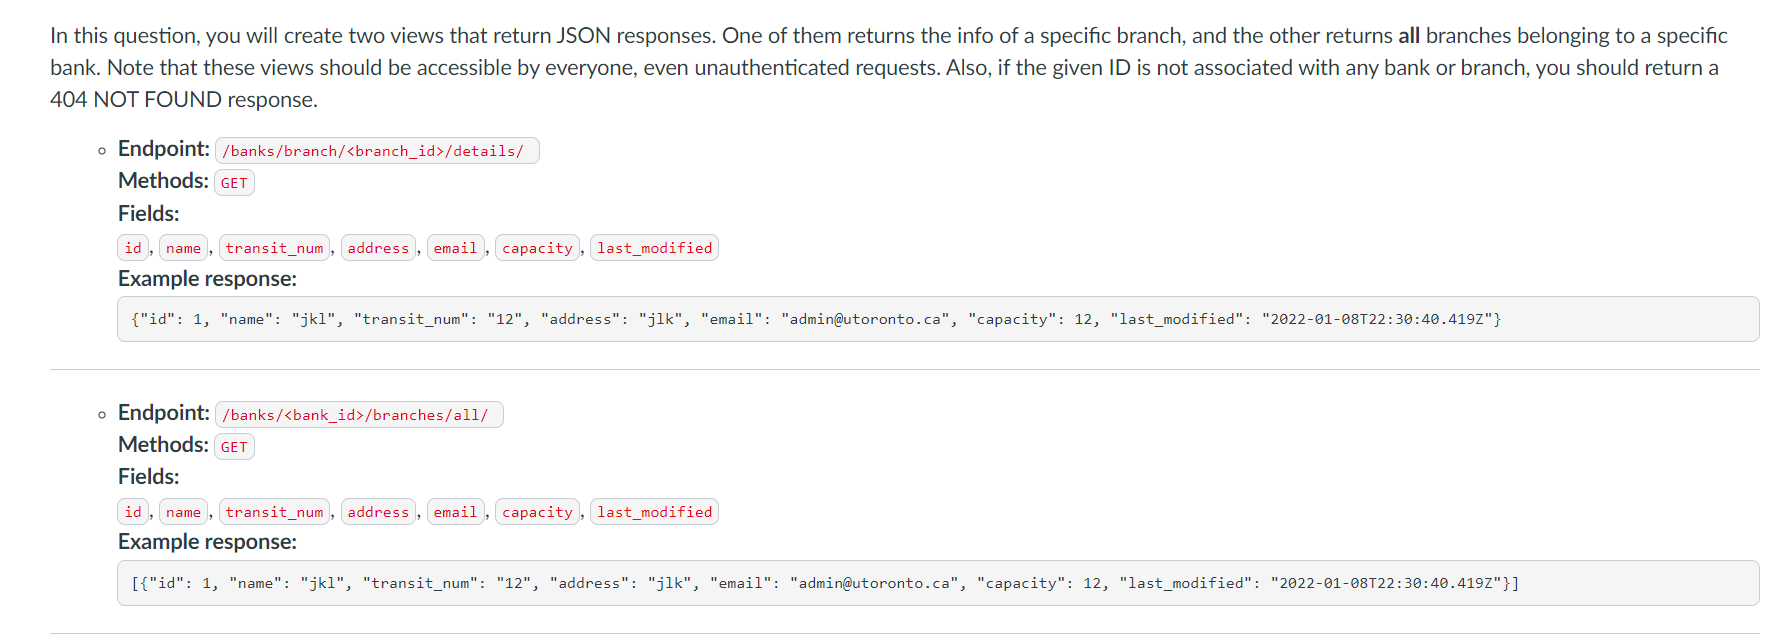 In this question, you will create two views that return JSON responses. One of them returns the info of a specific branch, and the other returns all branches belonging to a specific
bank. Note that these views should be accessible by everyone, even unauthenticated requests. Also, if the given ID is not associated with any bank or branch, you should return a
404 NOT FOUND response.
Endpoint: /banks/branch/<branch_id>/details/
Methods: GET
Fields:
id, name, transit_num, address, email, capacity, last_modified
Example response:
{"id": 1, "name": "jkl", "transit_num": "12", "address": "jlk", "email": "admin@utoronto.ca", "capacity": 12, "last_modified": "2022-01-08T22:30:40.419Z"}
Endpoint: /banks/<bank_id>/branches/all/
Methods: GET
Fields:
id, name, transit_num, address, email, capacity, last_modified
Example response:
[{"id": 1, "name": "jkl", "transit_num": "12", "address": "jlk", "email": "admin@utoronto.ca", "capacity": 12, "last_modified": "2022-01-08T22:30:40.419Z"}]